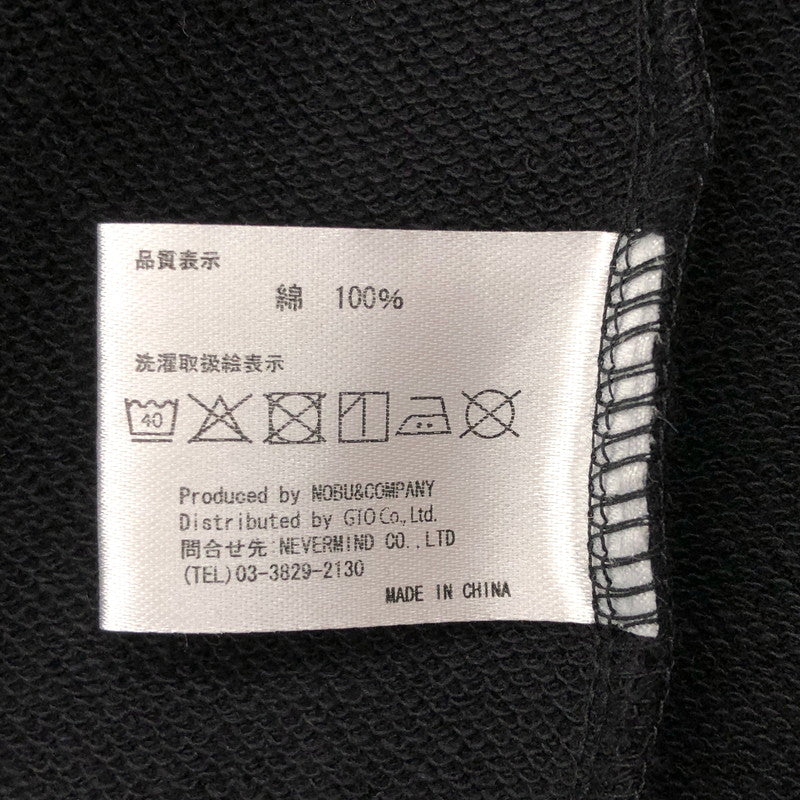 品質表示
綿 100%
洗濯取扱絵表示
40
Produced by NOBU&COMPANY
Distributed by GIO Co., Ltd.
問合せ先:NEVERMIND CO., LTD
(TEL)03-3829-2130
MADE IN CHINA